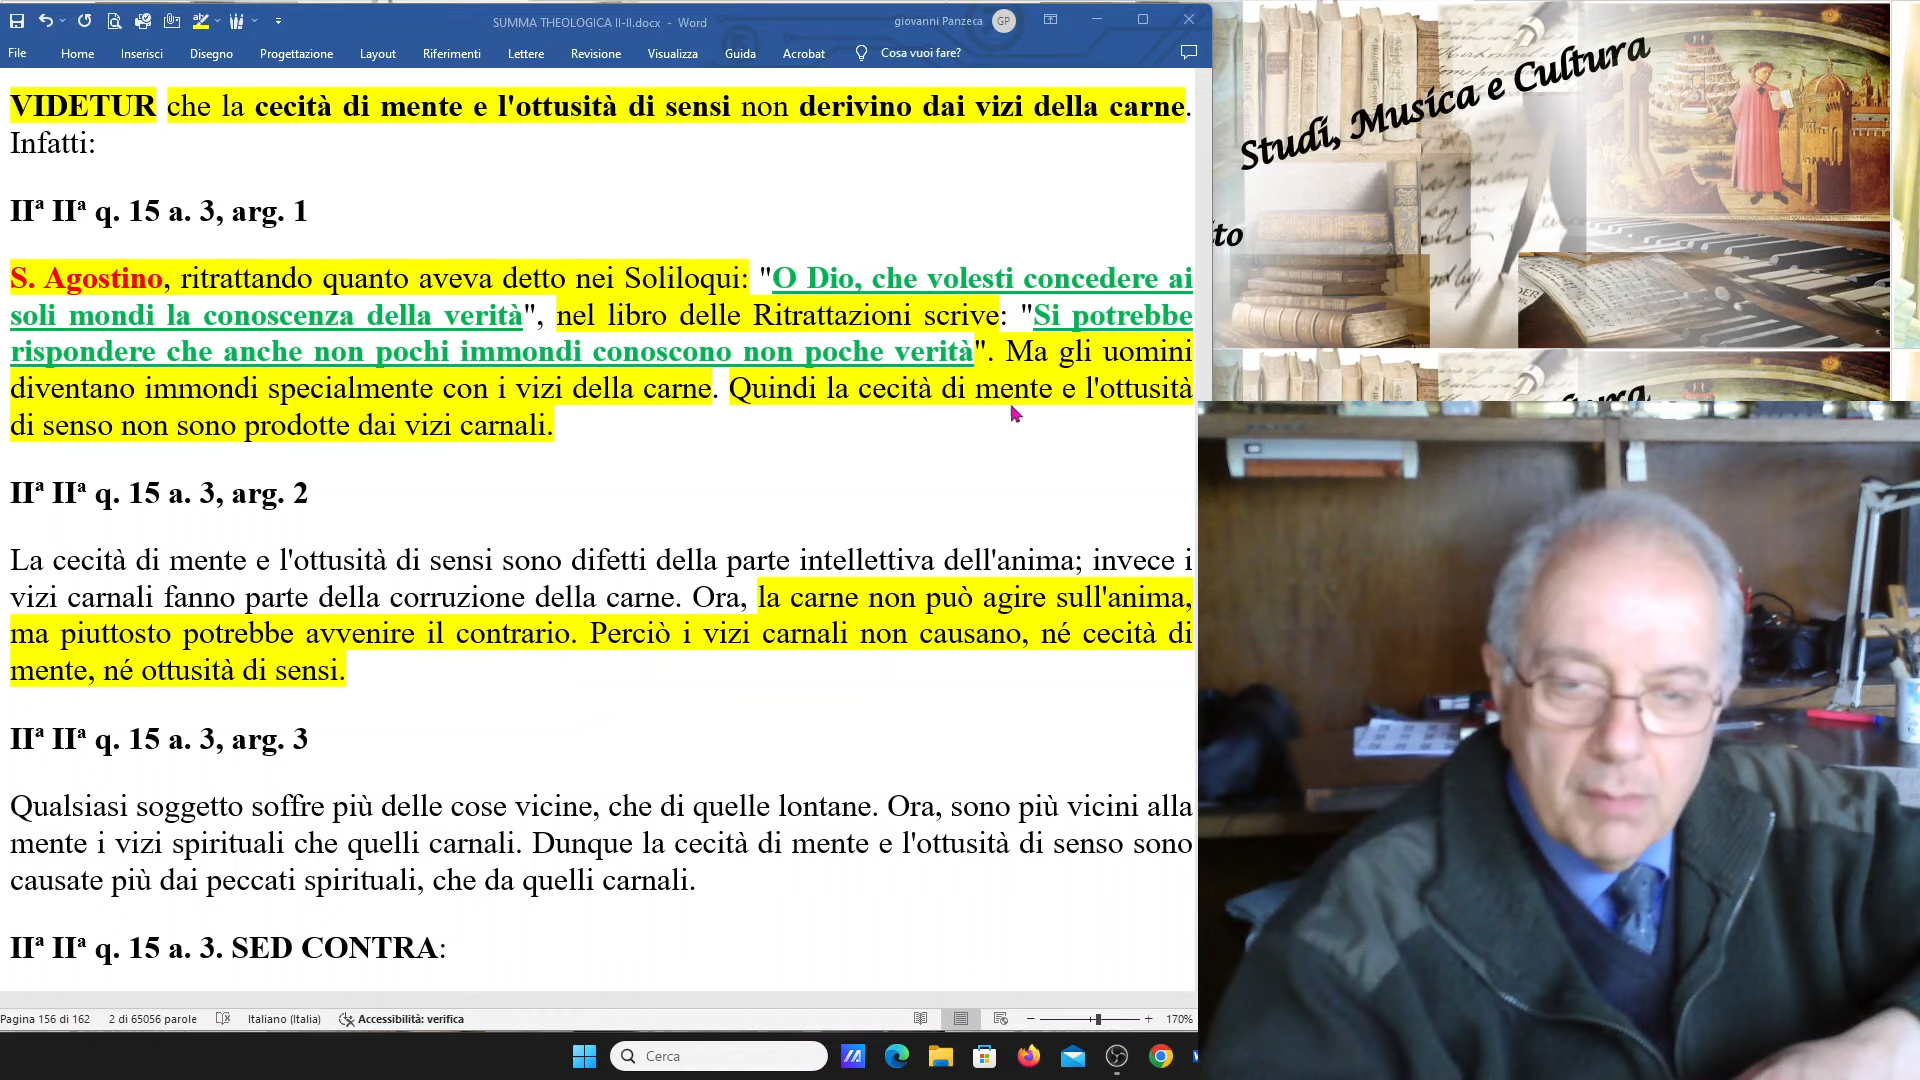 SUMMA THEOLOGICA II-II.docx - Word
giovanni Panzeca GP
File Home Inserisci Disegno Progettazione Layout Riferimenti Lettere Revisione Visualizza Guida Acrobat Cosa vuoi fare?
VIDETUR che la cecità di mente e l'ottusità di sensi non derivino dai vizi della carne.
Infatti:
IIª IIª q. 15 a. 3, arg. 1
S. Agostino, ritrattando quanto aveva detto nei Soliloqui: "O Dio, che volesti concedere ai
soli mondi la conoscenza della verità", nel libro delle Ritrattazioni scrive: "Si potrebbe
rispondere che anche non pochi immondi conoscono non poche verità". Ma gli uomini
diventano immondi specialmente con i vizi della carne. Quindi la cecità di mente e l'ottusità
di senso non sono prodotte dai vizi carnali.
IIª IIª q. 15 a. 3, arg. 2
La cecità di mente e l'ottusità di sensi sono difetti della parte intellettiva dell'anima; invece i
vizi carnali fanno parte della corruzione della carne. Ora, la carne non può agire sull'anima,
ma piuttosto potrebbe avvenire il contrario. Perciò i vizi carnali non causano, né cecità di
mente, né ottusità di sensi.
IIª IIª q. 15 a. 3, arg. 3
Qualsiasi soggetto soffre più delle cose vicine, che di quelle lontane. Ora, sono più vicini alla
mente i vizi spirituali che quelli carnali. Dunque la cecità di mente e l'ottusità di senso sono
causate più dai peccati spirituali, che da quelli carnali.
IIª IIª q. 15 a. 3. SED CONTRA:
Pagina 156 di 162 2 di 65056 parole Italiano (Italia) Accessibilità: verifica 170%
Cerca
Studi, Musica e Cultura